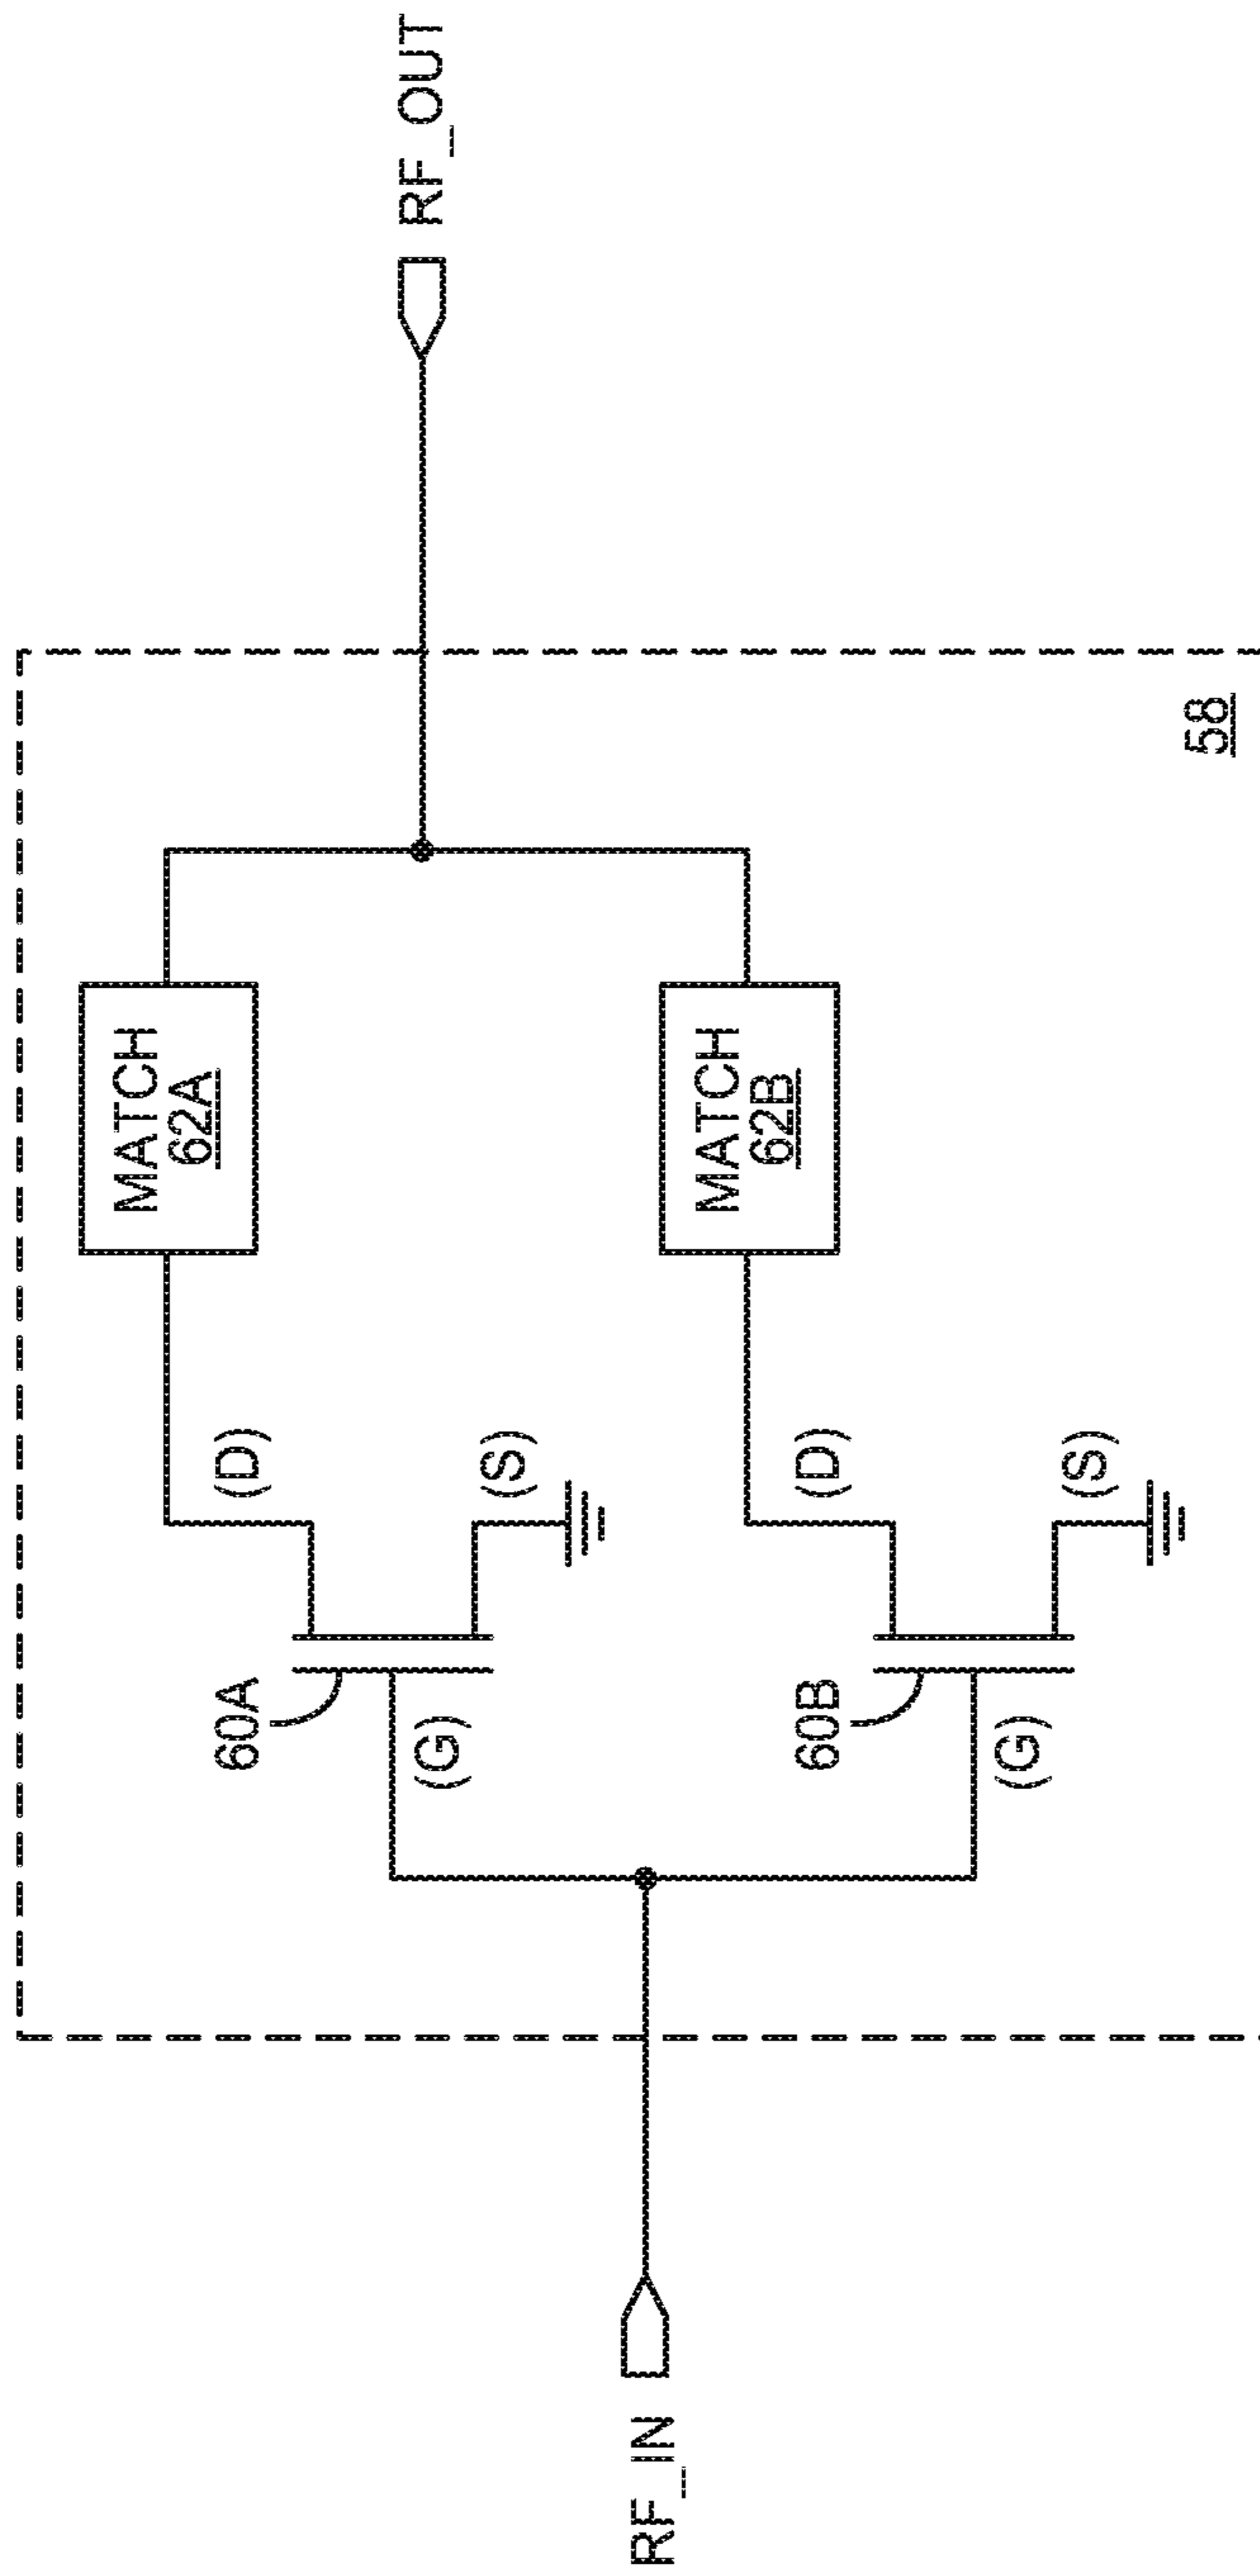 RF_IN
RF_OUT
60A
(G)
(D)
(S)
MATCH
62A
60B
(G)
(D)
(S)
MATCH
62B
58